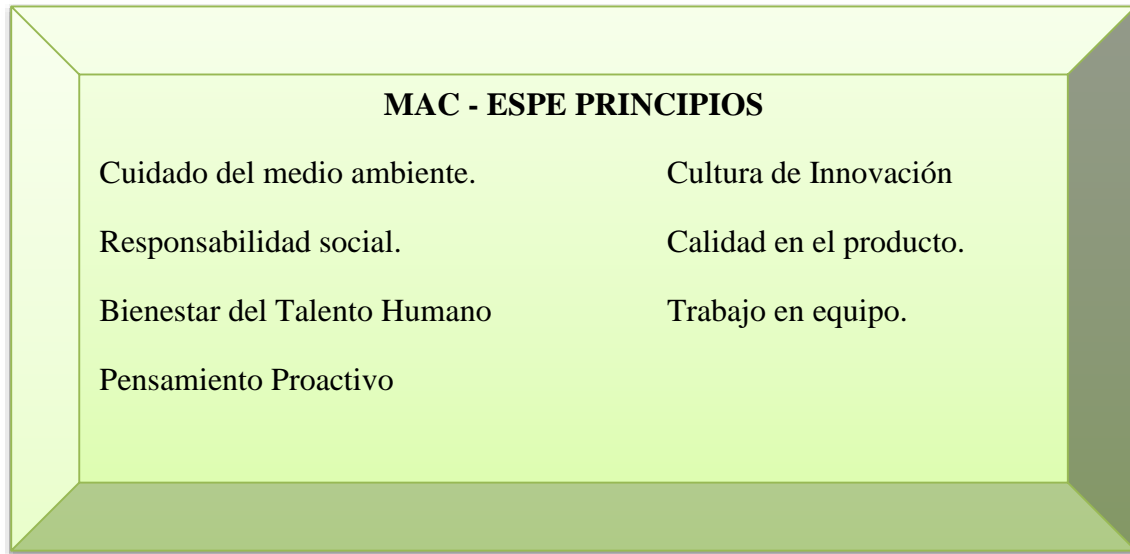 MAC - ESPE PRINCIPIOS
Cuidado del medio ambiente.
Responsabilidad social.
Bienestar del Talento Humano
Pensamiento Proactivo
Cultura de Innovación
Calidad en el producto.
Trabajo en equipo.